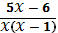 5X − 6
X(X − 1)